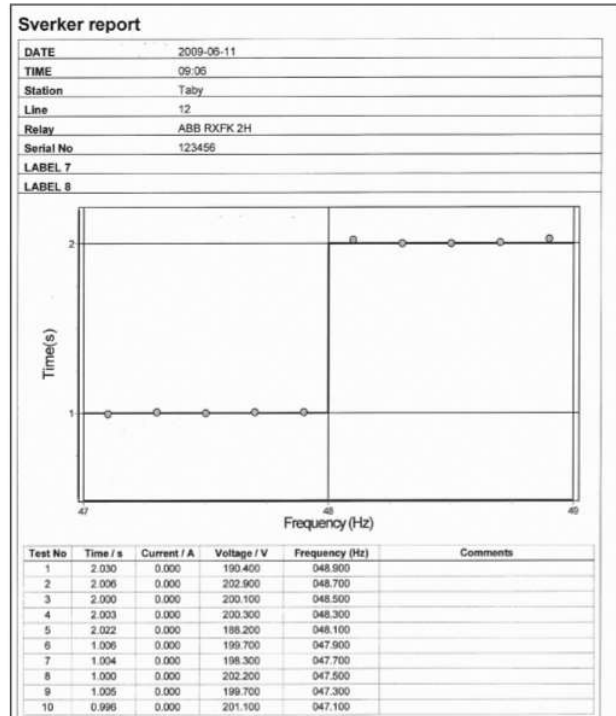 Sverker report
DATE 2009-06-11
TIME 09:06
Station Taby
Line 12
Relay ABB RXFK 2H
Serial No 123456
LABEL 7
LABEL 8
2
Time(s)
1
47 48 49
Frequency (Hz)
Test No Time / s Current / A Voltage / V Frequency (Hz) Comments
1 2.030 0.000 190.400 048.900
2 2.006 0.000 202.900 048.700
3 2.000 0.000 200.100 048.500
4 2.003 0.000 200.300 048.300
5 2.022 0.000 188.200 048.100
6 1.006 0.000 199.700 047.900
7 1.004 0.000 198.300 047.700
8 1.000 0.000 202.200 047.500
9 1.005 0.000 199.700 047.300
10 0.996 0.000 201.100 047.100